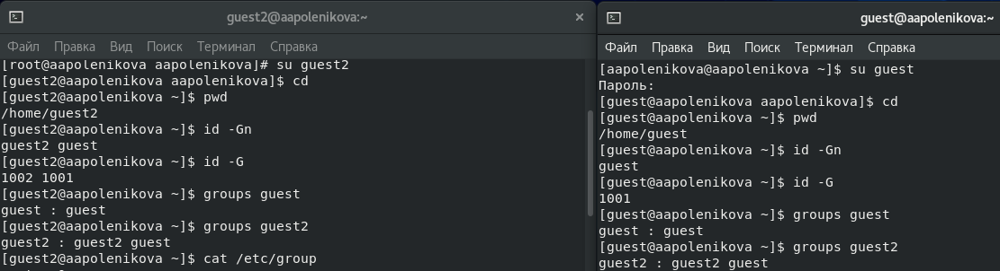 guest2@aapolenikova:~
Файл Правка Вид Поиск Терминал Справка
[root@aapolenikova aapolenikova]# su guest2
[guest2@aapolenikova aapolenikova]$ cd
[guest2@aapolenikova ~]$ pwd
/home/guest2
[guest2@aapolenikova ~]$ id -Gn
guest2 guest
[guest2@aapolenikova ~]$ id -G
1002 1001
[guest2@aapolenikova ~]$ groups guest
guest : guest
[guest2@aapolenikova ~]$ groups guest2
guest2 : guest2 guest
[guest2@aapolenikova ~]$ cat /etc/group
guest@aapolenikova:~
Файл Правка Вид Поиск Терминал Справка
[aapolenikova@aapolenikova ~]$ su guest
Пароль:
[guest@aapolenikova aapolenikova]$ cd
[guest@aapolenikova ~]$ pwd
/home/guest
[guest@aapolenikova ~]$ id -Gn
guest
[guest@aapolenikova ~]$ id -G
1001
[guest@aapolenikova ~]$ groups guest
guest : guest
[guest@aapolenikova ~]$ groups guest2
guest2 : guest2 guest